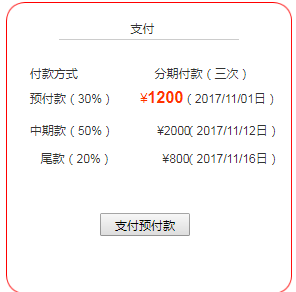 支付
付款方式 分期付款（三次）
预付款（30%） ¥1200（2017/11/01日）
中期款（50%） ¥2000（2017/11/12日）
尾款（20%） ¥800（2017/11/16日）
支付预付款